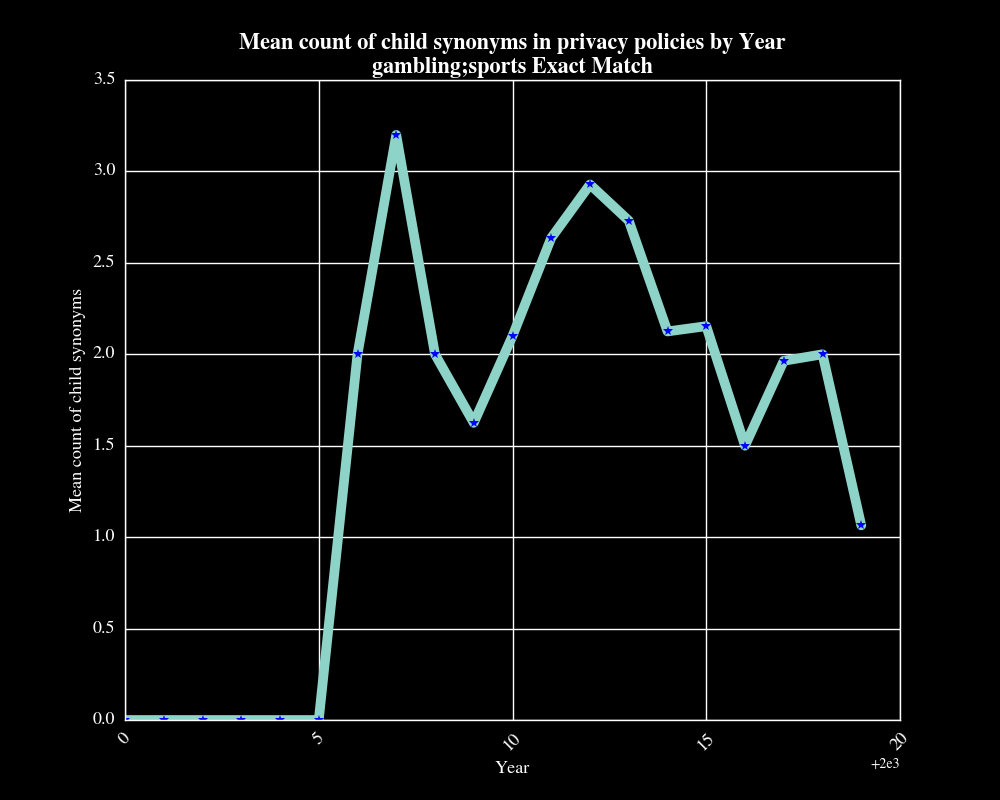 Mean count of child synonyms in privacy policies by Year
gambling;sports Exact Match
3.5
3.0
2.5
2.0
1.5
1.0
0.5
0.0
Mean count of child synonyms
0
5
10
15
20
Year
+2e3